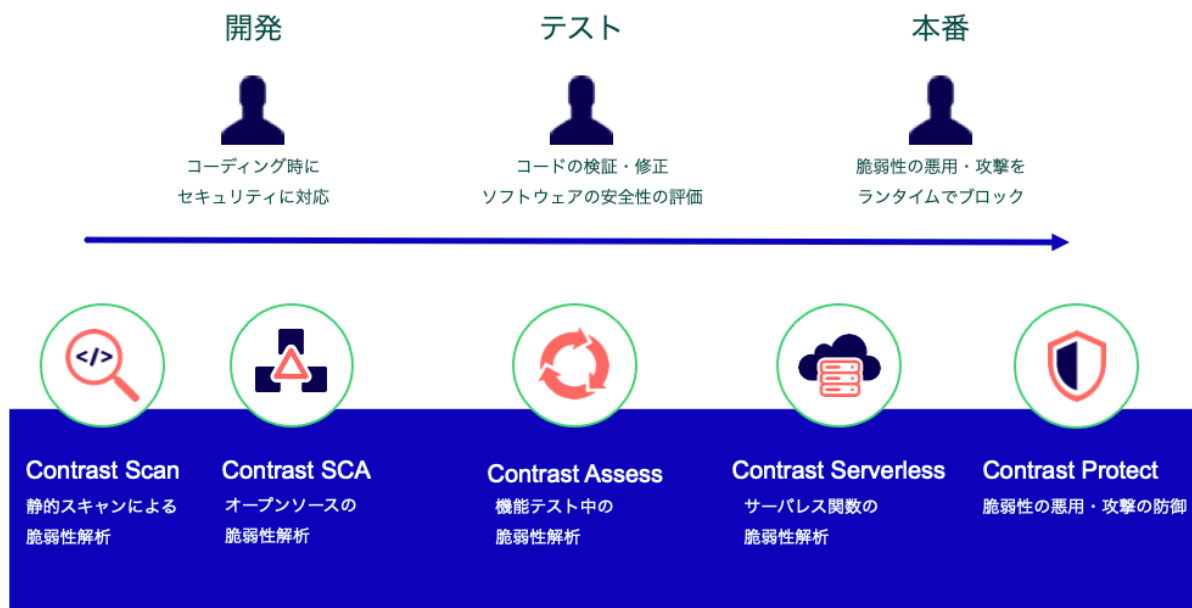 開発
テスト
本番
コーディング時に
セキュリティに対応
コードの検証・修正
ソフトウェアの安全性の評価
脆弱性の悪用・攻撃を
ランタイムでブロック
</>
Contrast Scan
静的スキャンによる
脆弱性解析
Contrast SCA
オープンソースの
脆弱性解析
Contrast Assess
機能テスト中の
脆弱性解析
Contrast Serverless
サーバレス関数の
脆弱性解析
Contrast Protect
脆弱性の悪用・攻撃の防御